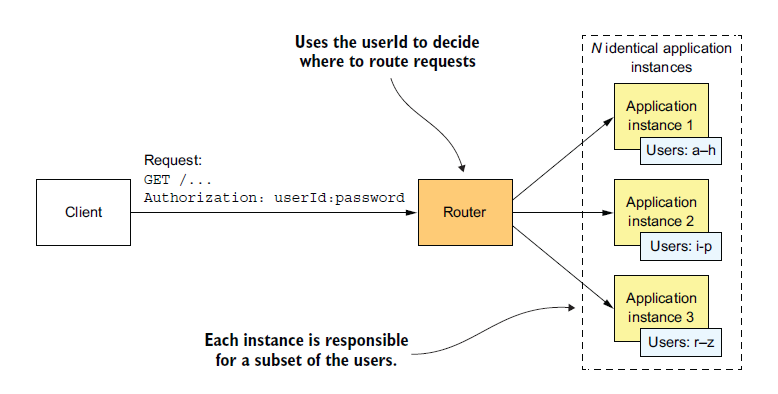 Uses the userId to decide
where to route requests
N identical application
instances
Application
instance 1
Users: a–h
Request:
GET /...
Authorization: userId:password
Client
Router
Application
instance 2
Users: i-p
Application
instance 3
Users: r–z
Each instance is responsible
for a subset of the users.